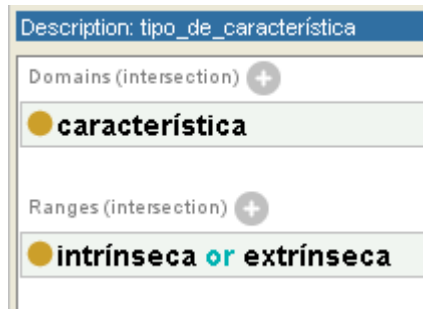 Description: tipo_de_característica
Domains (intersection)
característica
Ranges (intersection)
intrínseca or extrínseca